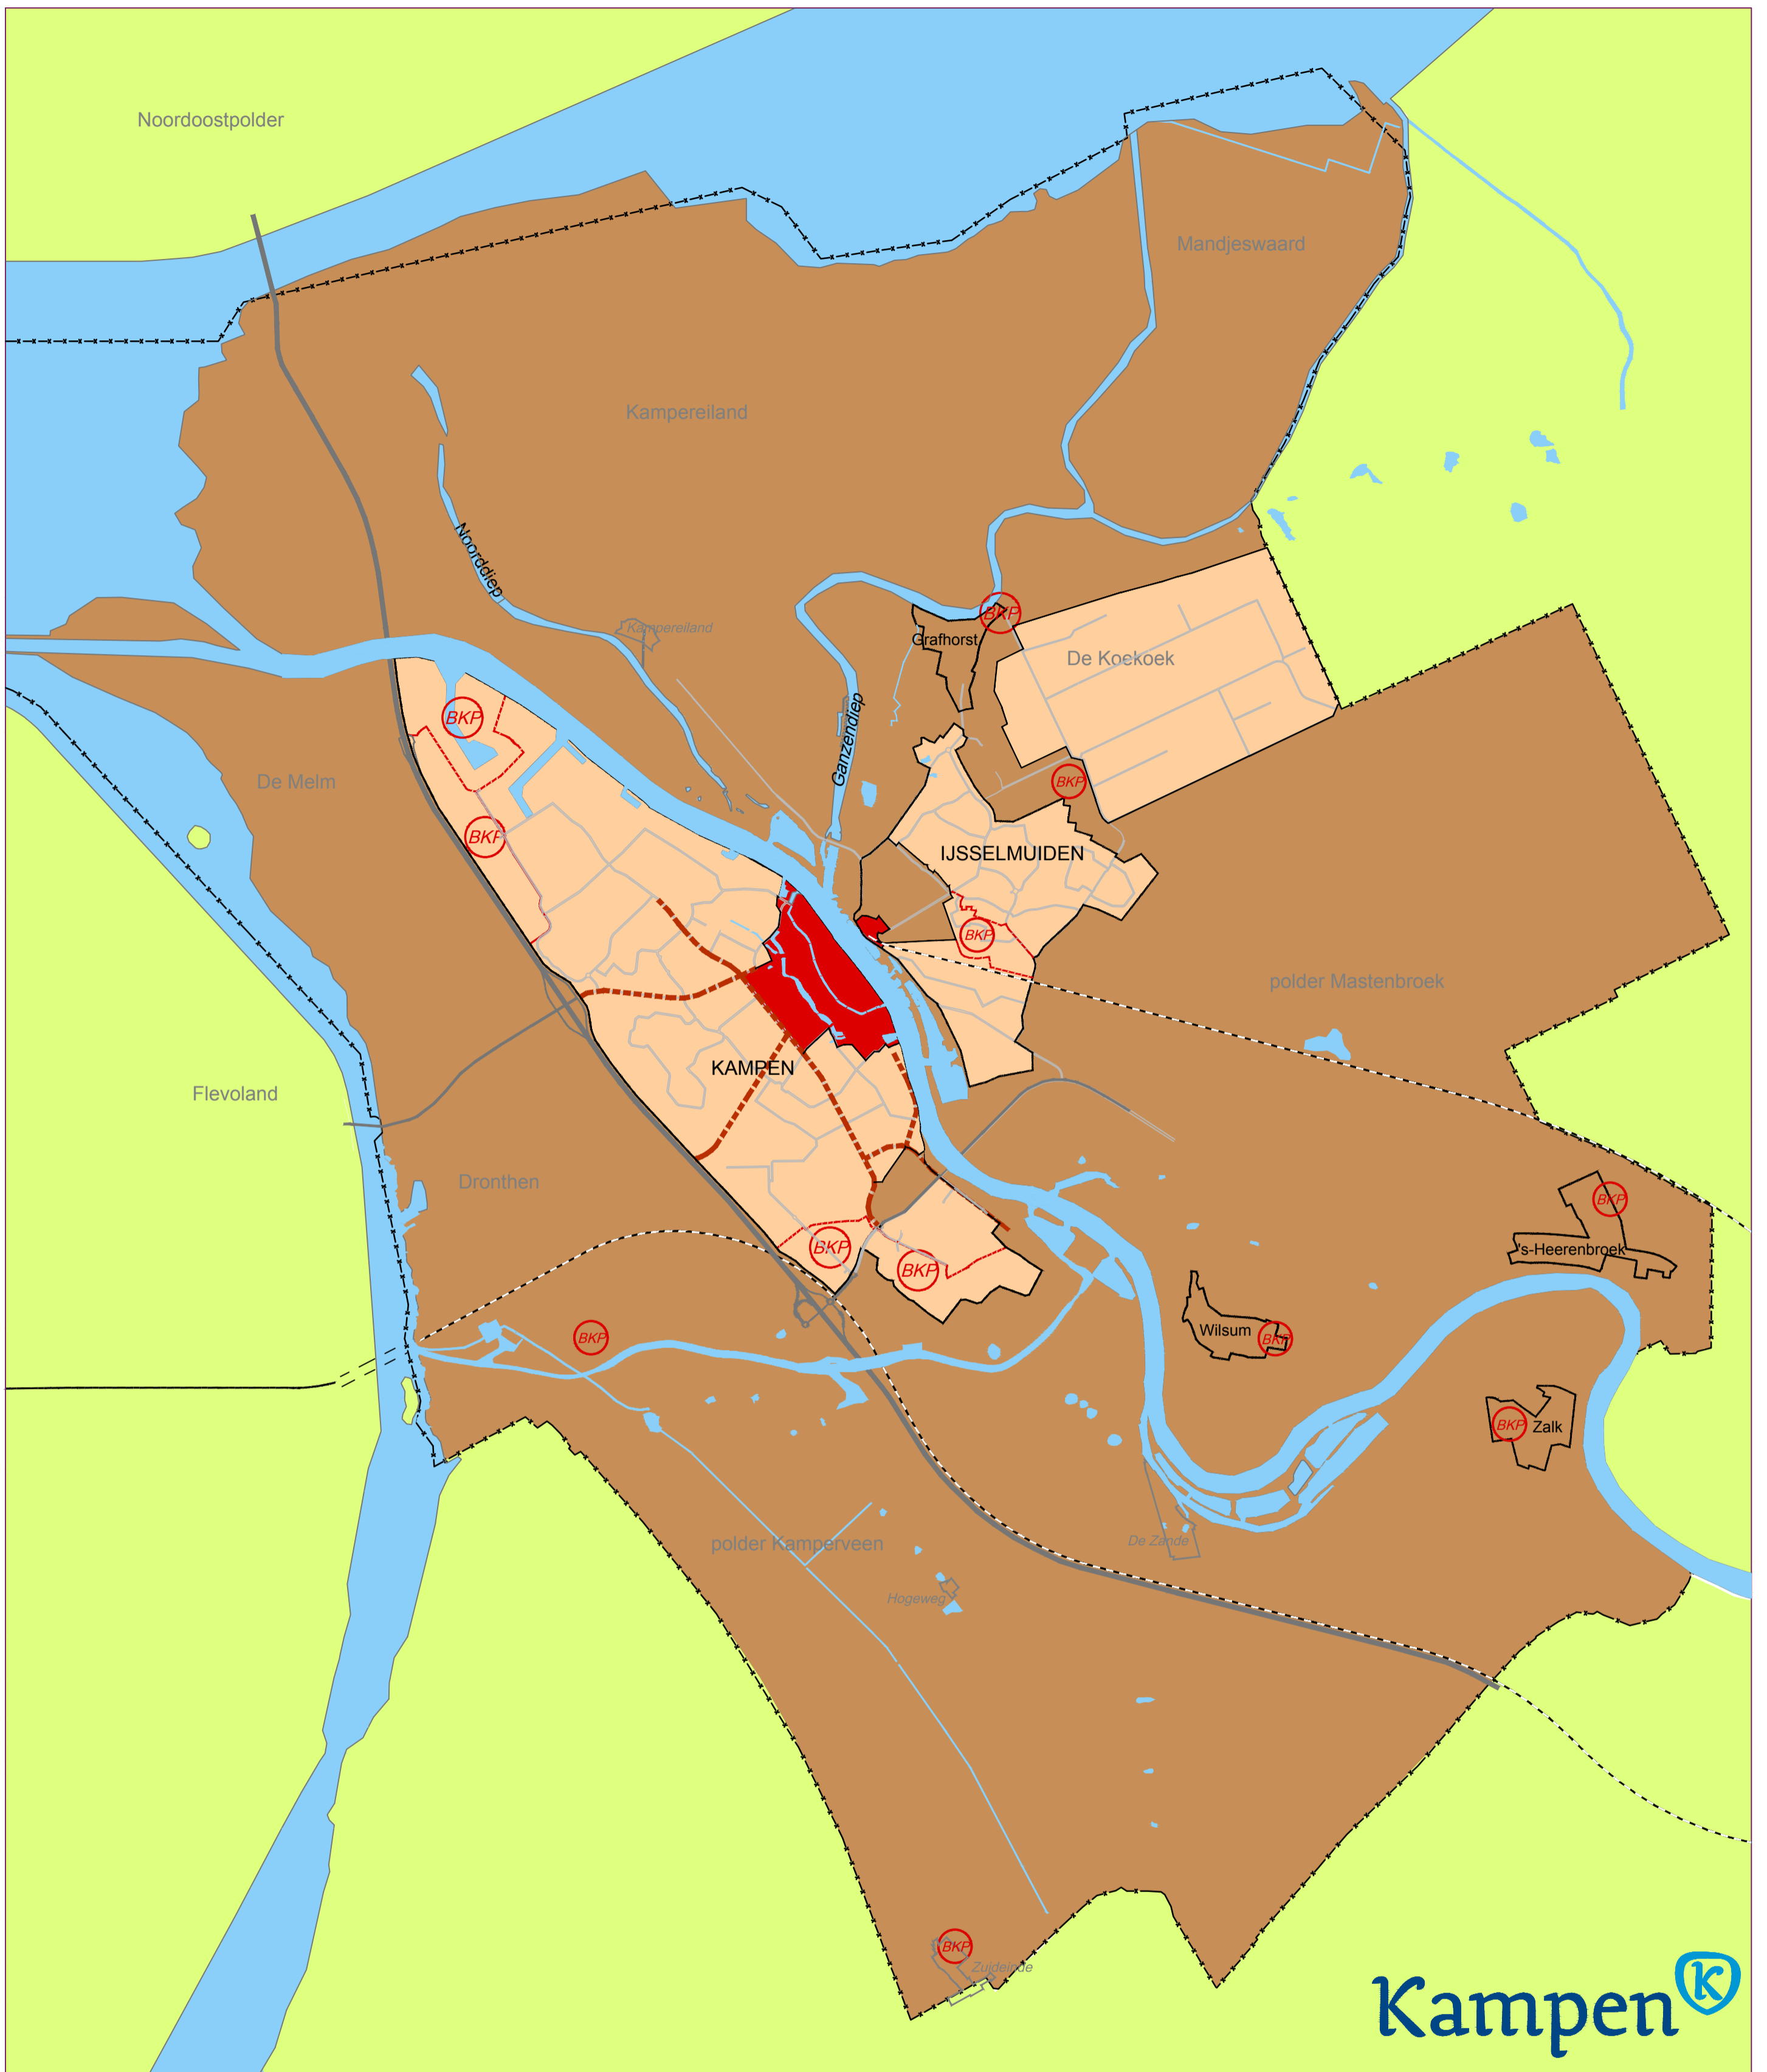 Noordoostpolder
Mandjeswaard
Kampereiland
Noorddiep
Kampereiland
BKP
Grafhorst
De Kockoek
BKP
Ganzendiep
De Melm
BKP
BKP
IJSSELMUIDEN
BKP
polder Mastenbroek
KAMPEN
Flevoland
Dronthen
BKP
's-Heerenbroek
BKP
BKP
BKP
Wilsum
BKP
BKP
Zalk
De Zande
polder Kamperveen
Hogeweg
BKP
Zuideinde
Kampen
K